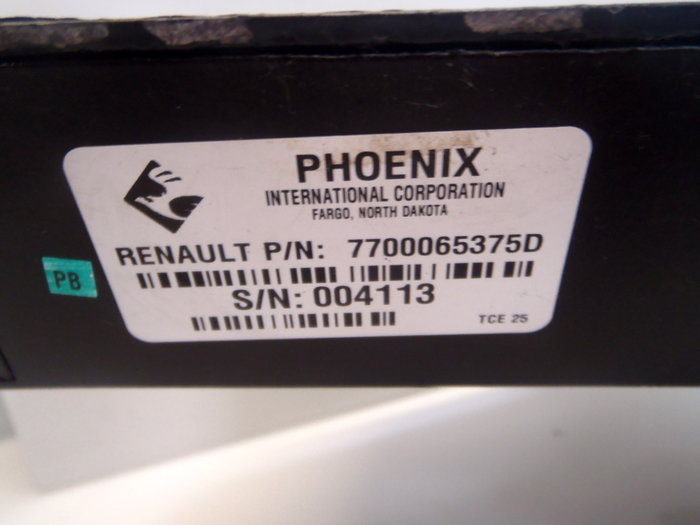 PHOENIX
INTERNATIONAL CORPORATION
FARGO, NORTH DAKOTA
RENAULT P/N: 7700065375D
PB
S/N: 004113
TCE 25